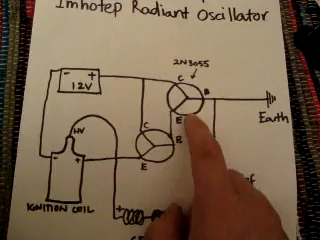 Imhotep Radiant Oscillator
2N3055
- +
12V
C
B
E
Earth
HV
C
B
E
- +
IGNITION COIL
+